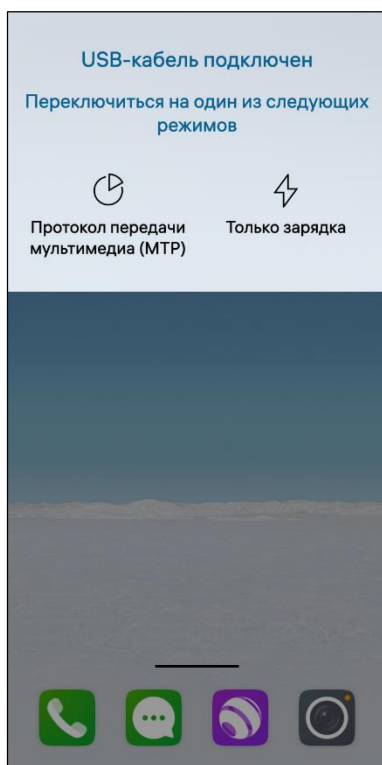 USB-кабель подключен
Переключиться на один из следующих
режимов
Протокол передачи
мультимедиа (MTP)
Только зарядка